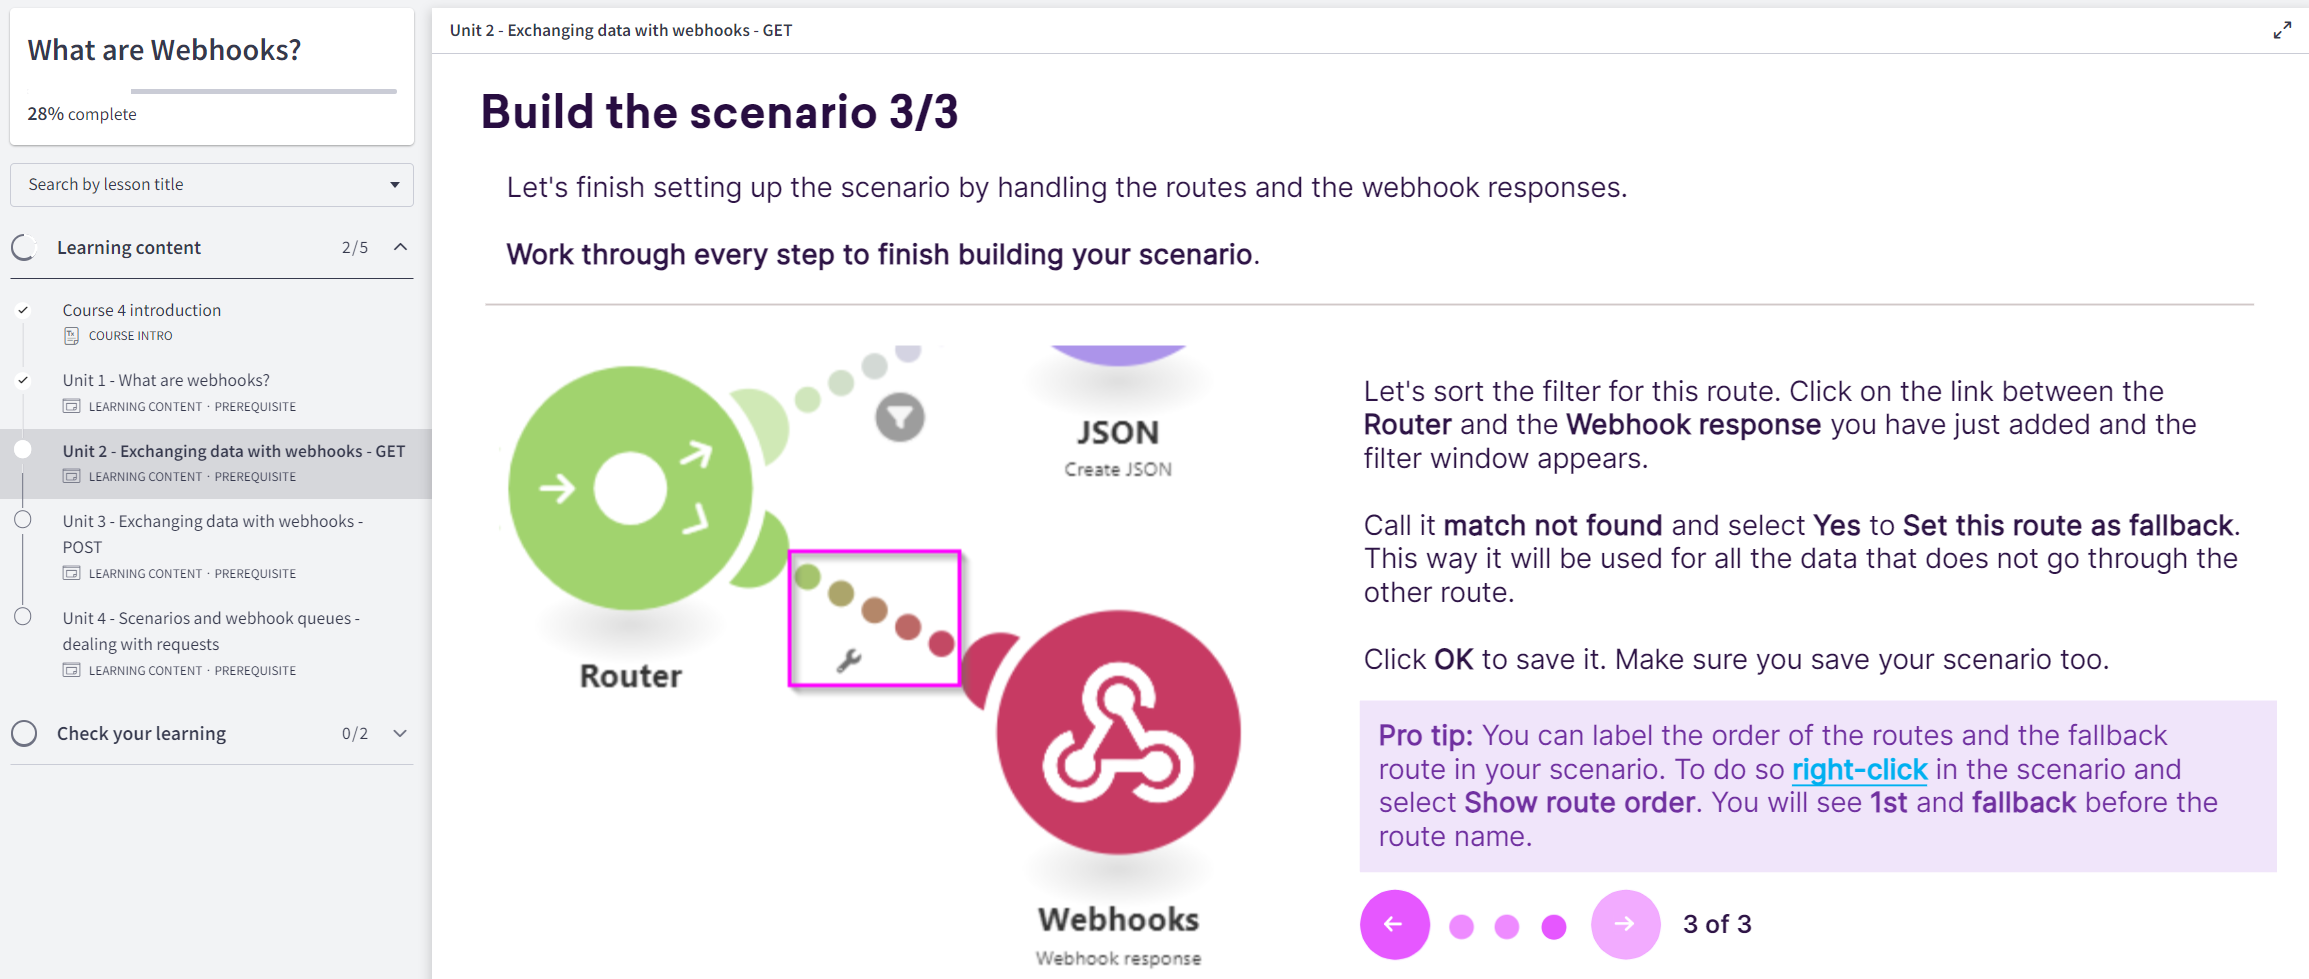 What are Webhooks?
28% complete
Search by lesson title
Learning content 2/5
Course 4 introduction
COURSE INTRO
Unit 1 - What are webhooks?
LEARNING CONTENT · PREREQUISITE
Unit 2 - Exchanging data with webhooks - GET
LEARNING CONTENT · PREREQUISITE
Unit 3 - Exchanging data with webhooks -
POST
LEARNING CONTENT · PREREQUISITE
Unit 4 - Scenarios and webhook queues -
dealing with requests
LEARNING CONTENT · PREREQUISITE
Check your learning 0/2
Unit 2 - Exchanging data with webhooks - GET
Build the scenario 3/3
Let's finish setting up the scenario by handling the routes and the webhook responses.
Work through every step to finish building your scenario.
JSON
Create JSON
Router
Webhooks
Webhook response
Let's sort the filter for this route. Click on the link between the
Router and the Webhook response you have just added and the
filter window appears.
Call it match not found and select Yes to Set this route as fallback.
This way it will be used for all the data that does not go through the
other route.
Click OK to save it. Make sure you save your scenario too.
Pro tip: You can label the order of the routes and the fallback
route in your scenario. To do so right-click in the scenario and
select Show route order. You will see 1st and fallback before the
route name.
3 of 3